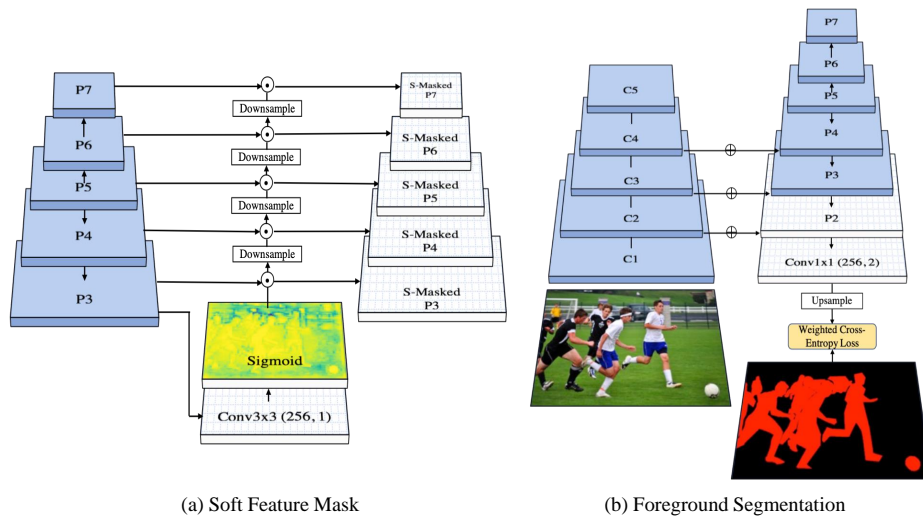 P7
P6
P5
P4
P3
Downsample
Downsample
Downsample
Downsample
Sigmoid
Conv3x3 (256, 1)
S-Masked
P7
S-Masked
P6
S-Masked
P5
S-Masked
P4
S-Masked
P3
(a) Soft Feature Mask
C5
C4
C3
C2
C1
P7
P6
P5
P4
P3
P2
Conv1x1 (256, 2)
Upsample
Weighted Cross-
Entropy Loss
(b) Foreground Segmentation